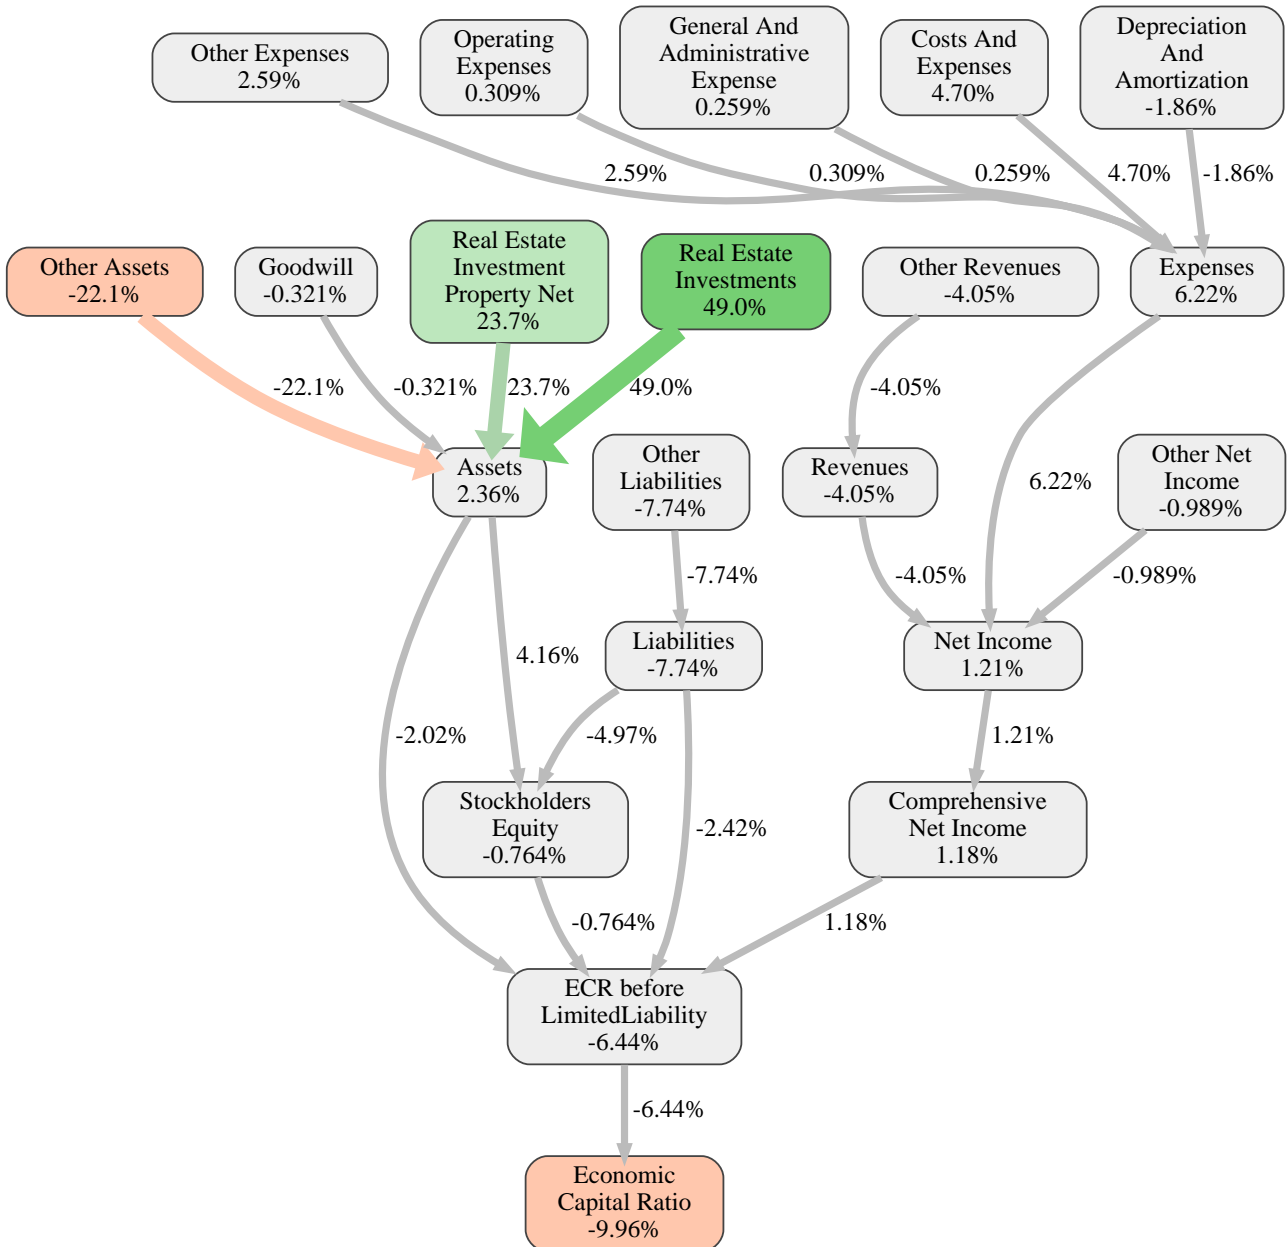 Other Expenses
2.59%
Operating
Expenses
0.309%
General And
Administrative
Expense
0.259%
Costs And
Expenses
4.70%
Depreciation
And
Amortization
-1.86%
2.59%
0.309%
0.259%
4.70%
-1.86%
Other Assets
-22.1%
Goodwill
-0.321%
Real Estate
Investment
Property Net
23.7%
Real Estate
Investments
49.0%
Other Revenues
-4.05%
Expenses
6.22%
-22.1%
-0.321%
23.7%
49.0%
-4.05%
Assets
2.36%
Other
Liabilities
-7.74%
Revenues
-4.05%
6.22%
Other Net
Income
-0.989%
-7.74%
-4.05%
-0.989%
4.16%
Liabilities
-7.74%
Net Income
1.21%
-2.02%
-4.97%
1.21%
Stockholders
Equity
-0.764%
-2.42%
Comprehensive
Net Income
1.18%
-0.764%
1.18%
ECR before
LimitedLiability
-6.44%
-6.44%
Economic
Capital Ratio
-9.96%